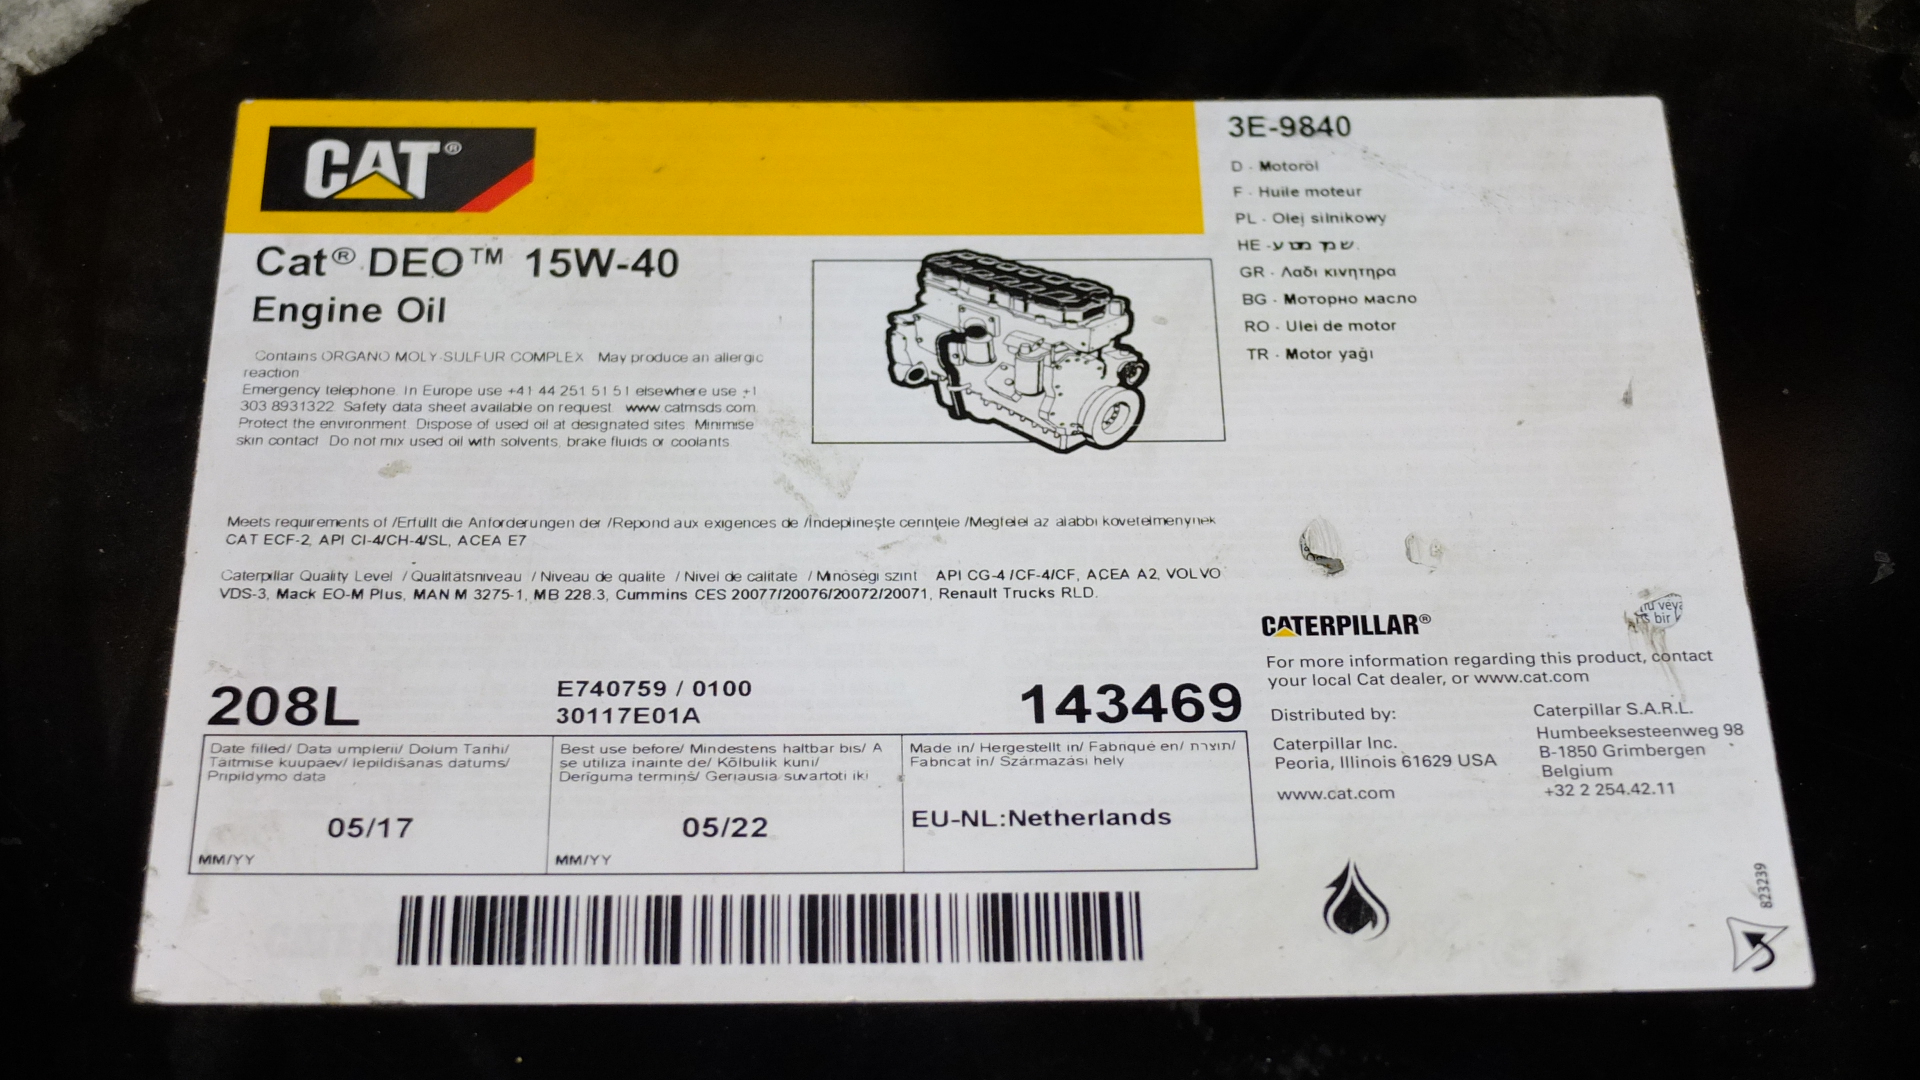 CAT®
3E-9840
D - Motoröl
F - Huile moteur
PL - Olej silnikowy
HE -
GR - Λαδι κινητηρα
BG - Моторно масло
RO - Ulei de motor
TR - Motor yağı
Cat® DEO™ 15W-40
Engine Oil
Contains ORGANO MOLY-SULFUR COMPLEX May produce an allergic
reaction
Emergency telephone In Europe use +41 44 251 51 51 elsewhere use +1
303 8931322 Safety data sheet available on request www catmsds com
Protect the environment Dispose of used oil at designated sites Minimise
skin contact Do not mix used oil with solvents, brake fluids or coolants
Meets requirements of /Erfüllt die Anforderungen der /Repond aux exigences de /Îndeplineşte cerinţele /Megfelel az alabbi kovetelmenynek
CAT ECF-2, API CI-4/CH-4/SL, ACEA E7
Caterpillar Quality Level / Qualitätsniveau / Niveau de qualite / Nivel de calitate / Minőségi szint API CG-4 /CF-4/CF, ACEA A2, VOLVO
VDS-3, Mack EO-M Plus, MAN M 3275-1, MB 228.3, Cummins CES 20077/20076/20072/20071, Renault Trucks RLD.
208L
E740759 / 0100
30117E01A
143469
Date filled/ Data umplerii/ Dolum Tarihi/
Täitmise kuupaev/ Iepildišanas datums/
Pripildymo data
05/17
MM/YY
Best use before/ Mindestens haltbar bis/ A
se utiliza inainte de/ Kõlbulik kuni/
Derīguma termiņš/ Geriausia suvartoti iki
05/22
MM/YY
Made in/ Hergestellt in/ Fabriqué en/ תוצרת/
Fabricat in/ Származási hely
EU-NL:Netherlands
CATERPILLAR®
For more information regarding this product, contact
your local Cat dealer, or www.cat.com
Distributed by:
Caterpillar Inc.
Peoria, Illinois 61629 USA
www.cat.com
Caterpillar S.A.R.L.
Humbeeksesteenweg 98
B-1850 Grimbergen
Belgium
+32 2 254.42.11
823239